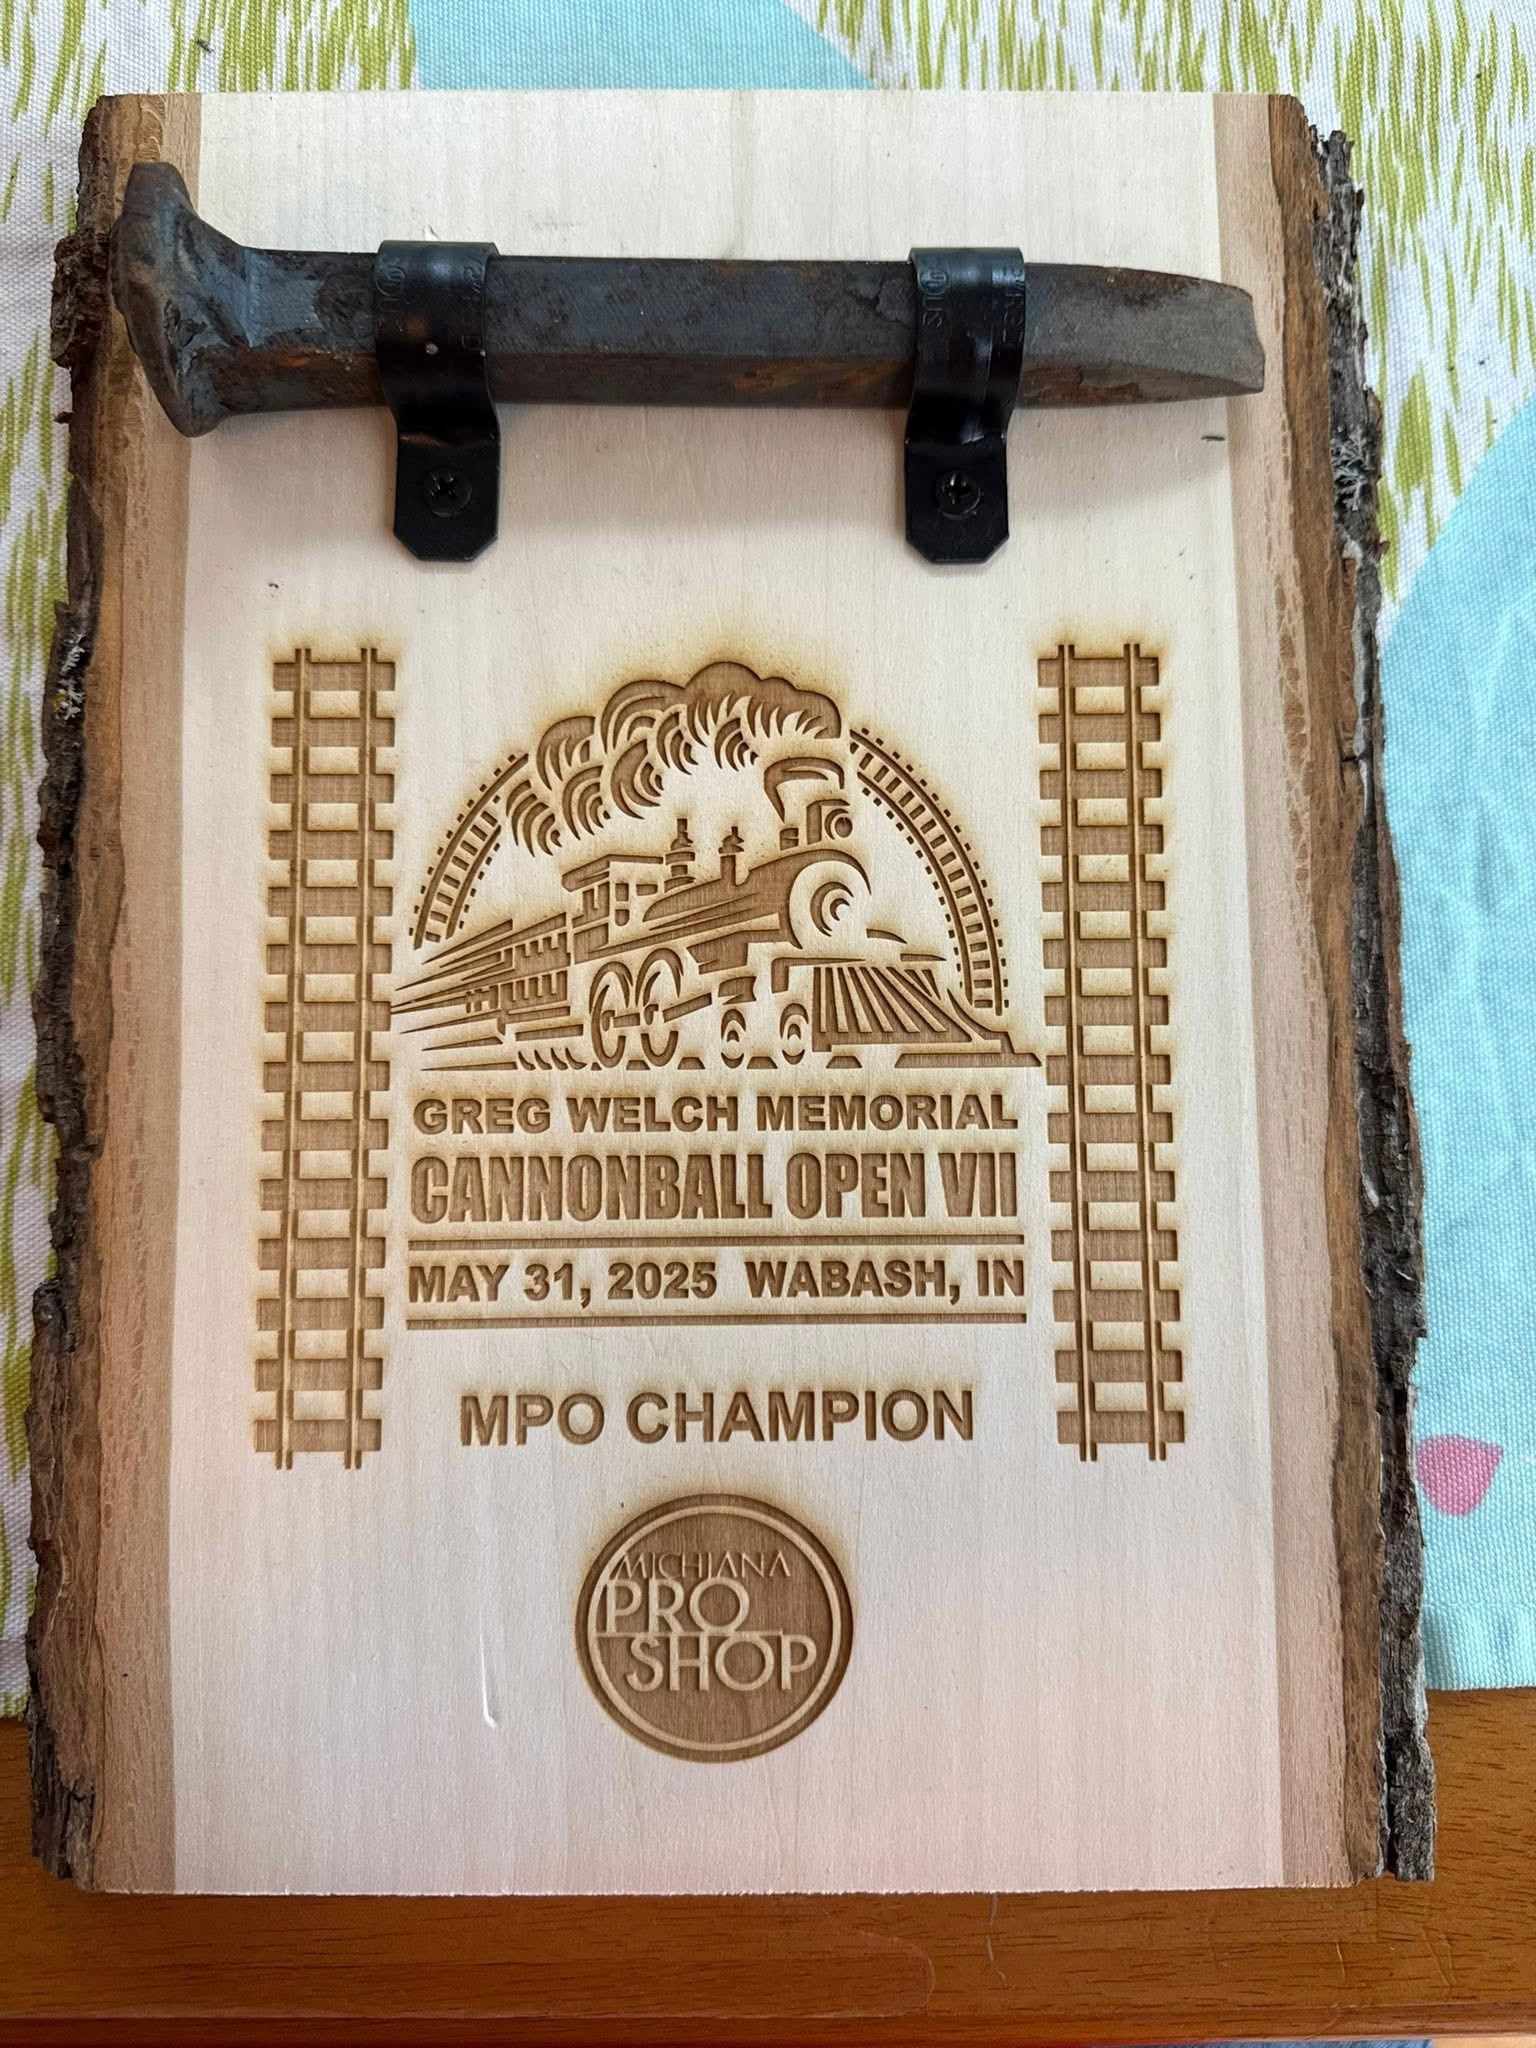 GREG WELCH MEMORIAL
CANNONBALL OPEN VII
MAY 31, 2025 WABASH, IN
MPO CHAMPION
MICHIANA
PRO
SHOP